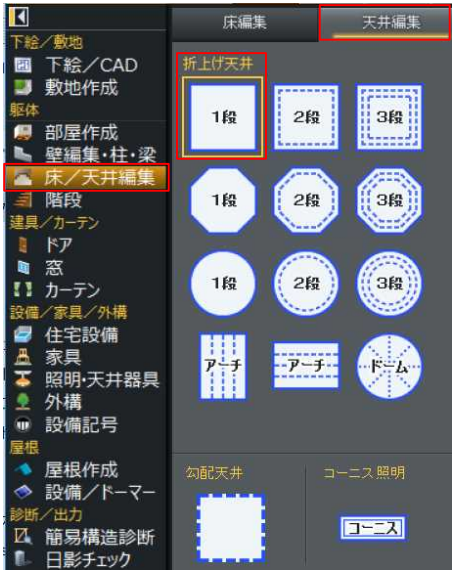 床編集
天井編集
下絵／敷地
下絵／CAD
敷地作成
躯体
部屋作成
壁編集・柱・梁
床／天井編集
階段
建具／カーテン
ドア
窓
カーテン
設備／家具／外構
住宅設備
家具
照明・天井器具
外構
設備記号
屋根
屋根作成
設備／ドーマー
診断／出力
簡易構造診断
日影チェック
折上げ天井
1段
2段
3段
1段
2段
3段
1段
2段
3段
アーチ
アーチ
ドーム
勾配天井
コーニス照明
コーニス